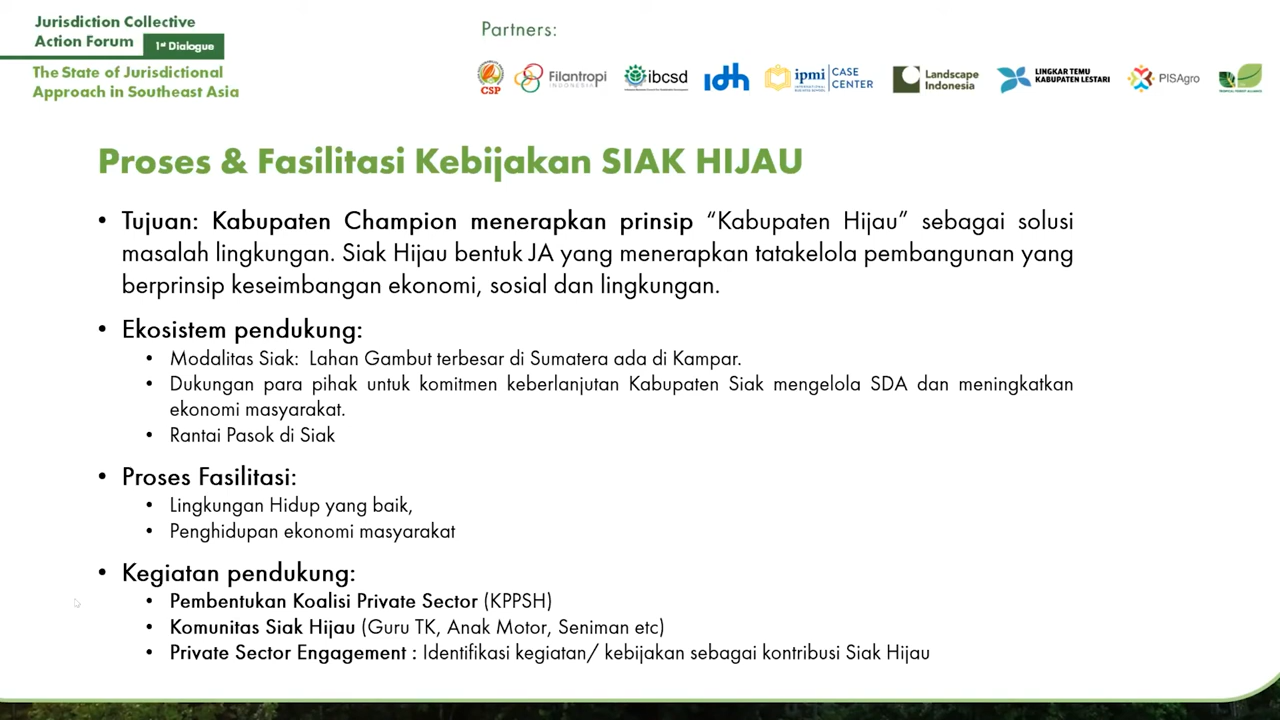 Jurisdiction Collective
Action Forum
1st Dialogue
The State of Jurisdictional
Approach in Southeast Asia
Partners:
CSP
Filantropi
INDONESIA
ibcsd
idh
ipmi
CASE
CENTER
Landscape
Indonesia
LINGKAR TEMU
KABUPATEN LESTARI
PISAgro
TROPICAL FOREST ALLIANCE
Proses & Fasilitasi Kebijakan SIAK HIJAU
• Tujuan: Kabupaten Champion menerapkan prinsip “Kabupaten Hijau” sebagai solusi
masalah lingkungan. Siak Hijau bentuk JA yang menerapkan tatakelola pembangunan yang
berprinsip keseimbangan ekonomi, sosial dan lingkungan.
• Ekosistem pendukung:
• Modalitas Siak: Lahan Gambut terbesar di Sumatera ada di Kampar.
• Dukungan para pihak untuk komitmen keberlanjutan Kabupaten Siak mengelola SDA dan meningkatkan
ekonomi masyarakat.
• Rantai Pasok di Siak
• Proses Fasilitasi:
• Lingkungan Hidup yang baik,
• Penghidupan ekonomi masyarakat
• Kegiatan pendukung:
• Pembentukan Koalisi Private Sector (KPPSH)
• Komunitas Siak Hijau (Guru TK, Anak Motor, Seniman etc)
• Private Sector Engagement : Identifikasi kegiatan/ kebijakan sebagai kontribusi Siak Hijau